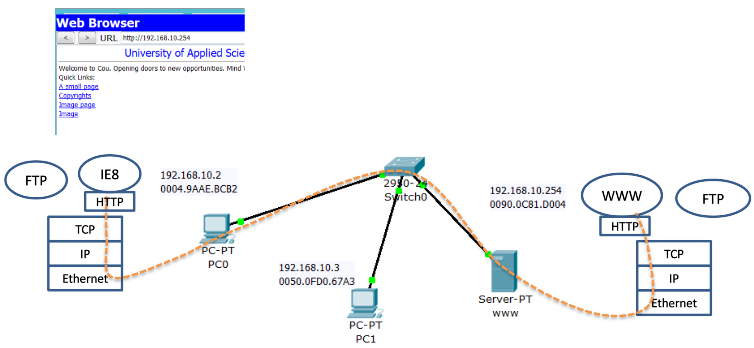 Web Browser
< > URL http://192.168.10.254
University of Applied Scie
Welcome to Cou. Opening doors to new opportunities. Mind
Quick Links:
A small page
Copyrights
Image page
Image
FTP
IE8
HTTP
TCP
IP
Ethernet
192.168.10.2
0004.9AAE.BCB2
PC-PT
PC0
2950-24
Switch0
192.168.10.3
0050.0FD0.67A3
PC-PT
PC1
192.168.10.254
0090.0C81.D004
Server-PT
www
WWW
FTP
HTTP
TCP
IP
Ethernet